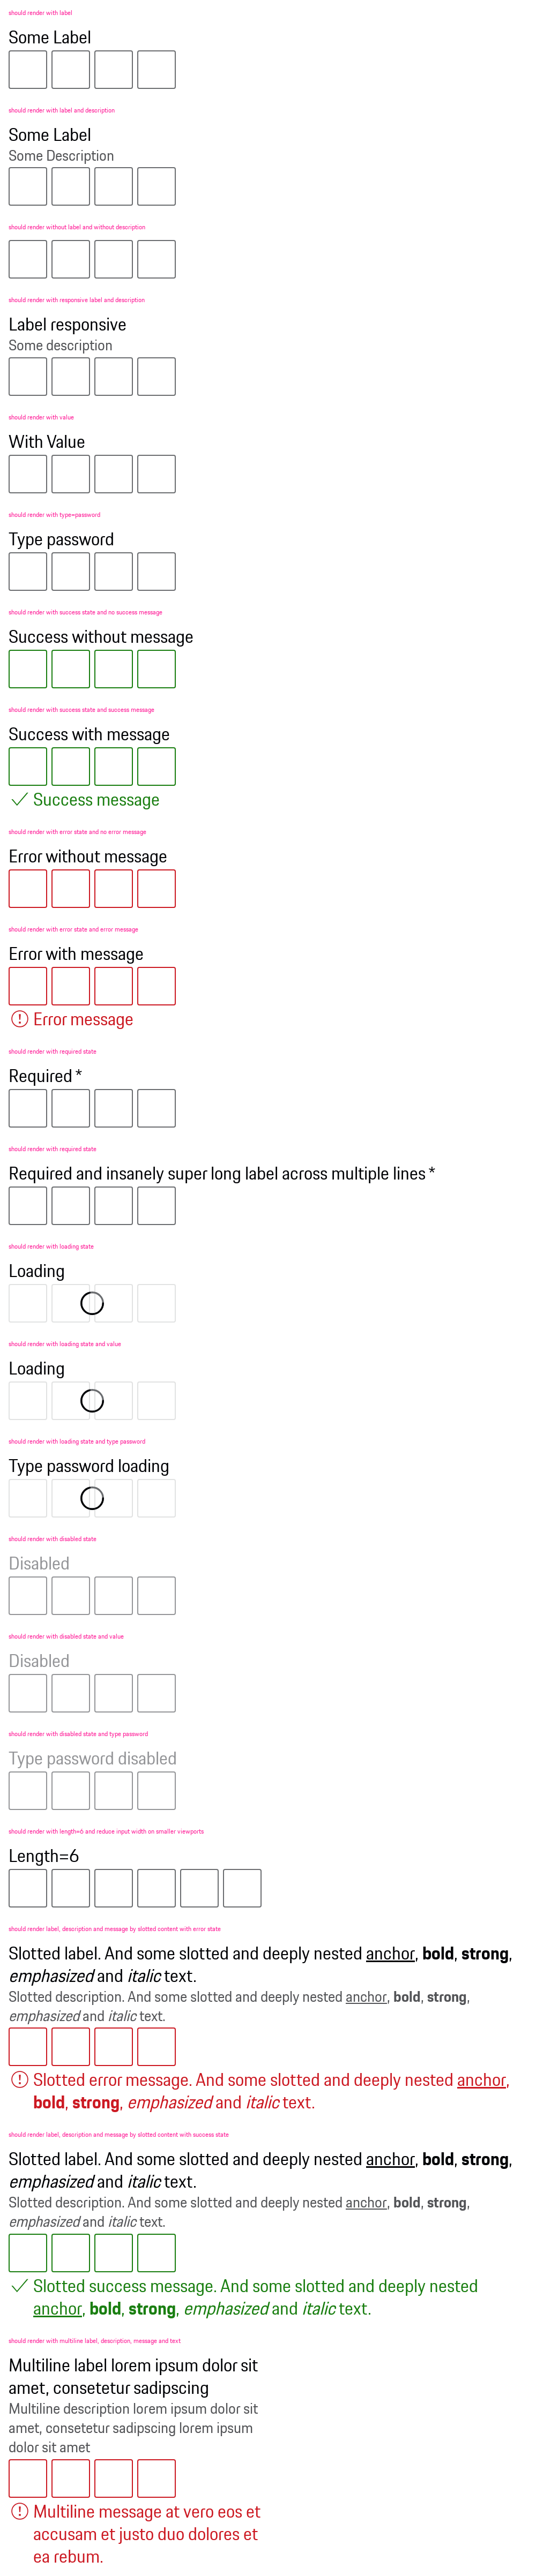 should render with label
Some Label
should render with label and description
Some Label
Some Description
should render without label and without description
should render with responsive label and description
Label responsive
Some description
should render with value
With Value
should render with type=password
Type password
should render with success state and no success message
Success without message
should render with success state and success message
Success with message
Success message
should render with error state and no error message
Error without message
should render with error state and error message
Error with message
Error message
should render with required state
Required *
should render with required state
Required and insanely super long label across multiple lines *
should render with loading state
Loading
should render with loading state and value
Loading
should render with loading state and type password
Type password loading
should render with disabled state
Disabled
should render with disabled state and value
Disabled
should render with disabled state and type password
Type password disabled
should render with length=6 and reduce input width on smaller viewports
Length=6
should render label, description and message by slotted content with error state
Slotted label. And some slotted and deeply nested anchor, bold, strong,
emphasized and italic text.
Slotted description. And some slotted and deeply nested anchor, bold, strong,
emphasized and italic text.
Slotted error message. And some slotted and deeply nested anchor,
bold, strong, emphasized and italic text.
should render label, description and message by slotted content with success state
Slotted label. And some slotted and deeply nested anchor, bold, strong,
emphasized and italic text.
Slotted description. And some slotted and deeply nested anchor, bold, strong,
emphasized and italic text.
Slotted success message. And some slotted and deeply nested
anchor, bold, strong, emphasized and italic text.
should render with multiline label, description, message and text
Multiline label lorem ipsum dolor sit
amet, consetetur sadipscing
Multiline description lorem ipsum dolor sit
amet, consetetur sadipscing lorem ipsum
dolor sit amet
Multiline message at vero eos et
accusam et justo duo dolores et
ea rebum.